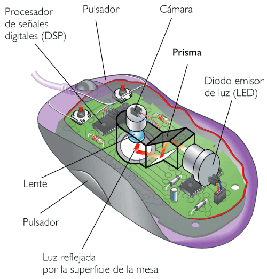 Procesador
de señales
digitales (DSP)
Pulsador
Cámara
Prisma
Diodo emisor
de luz (LED)
Lente
Pulsador
Luz reflejada
por la superficie de la mesa